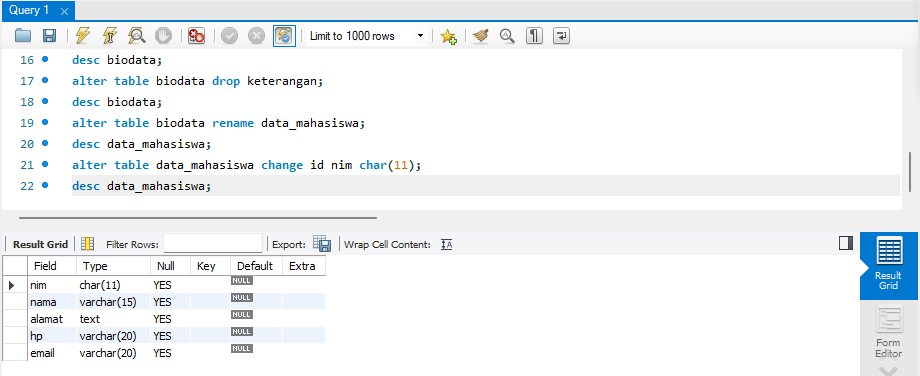 Query 1
Limit to 1000 rows
16 desc biodata;
17 alter table biodata drop keterangan;
18 desc biodata;
19 alter table biodata rename data_mahasiswa;
20 desc data_mahasiswa;
21 alter table data_mahasiswa change id nim char(11);
22 desc data_mahasiswa;
Result Grid Filter Rows: Export: Wrap Cell Content: IA
Field Type Null Key Default Extra
nim char(11) YES NULL
nama varchar(15) YES NULL
alamat text YES NULL
hp varchar(20) YES NULL
email varchar(20) YES NULL
Result
Grid
Form
Editor